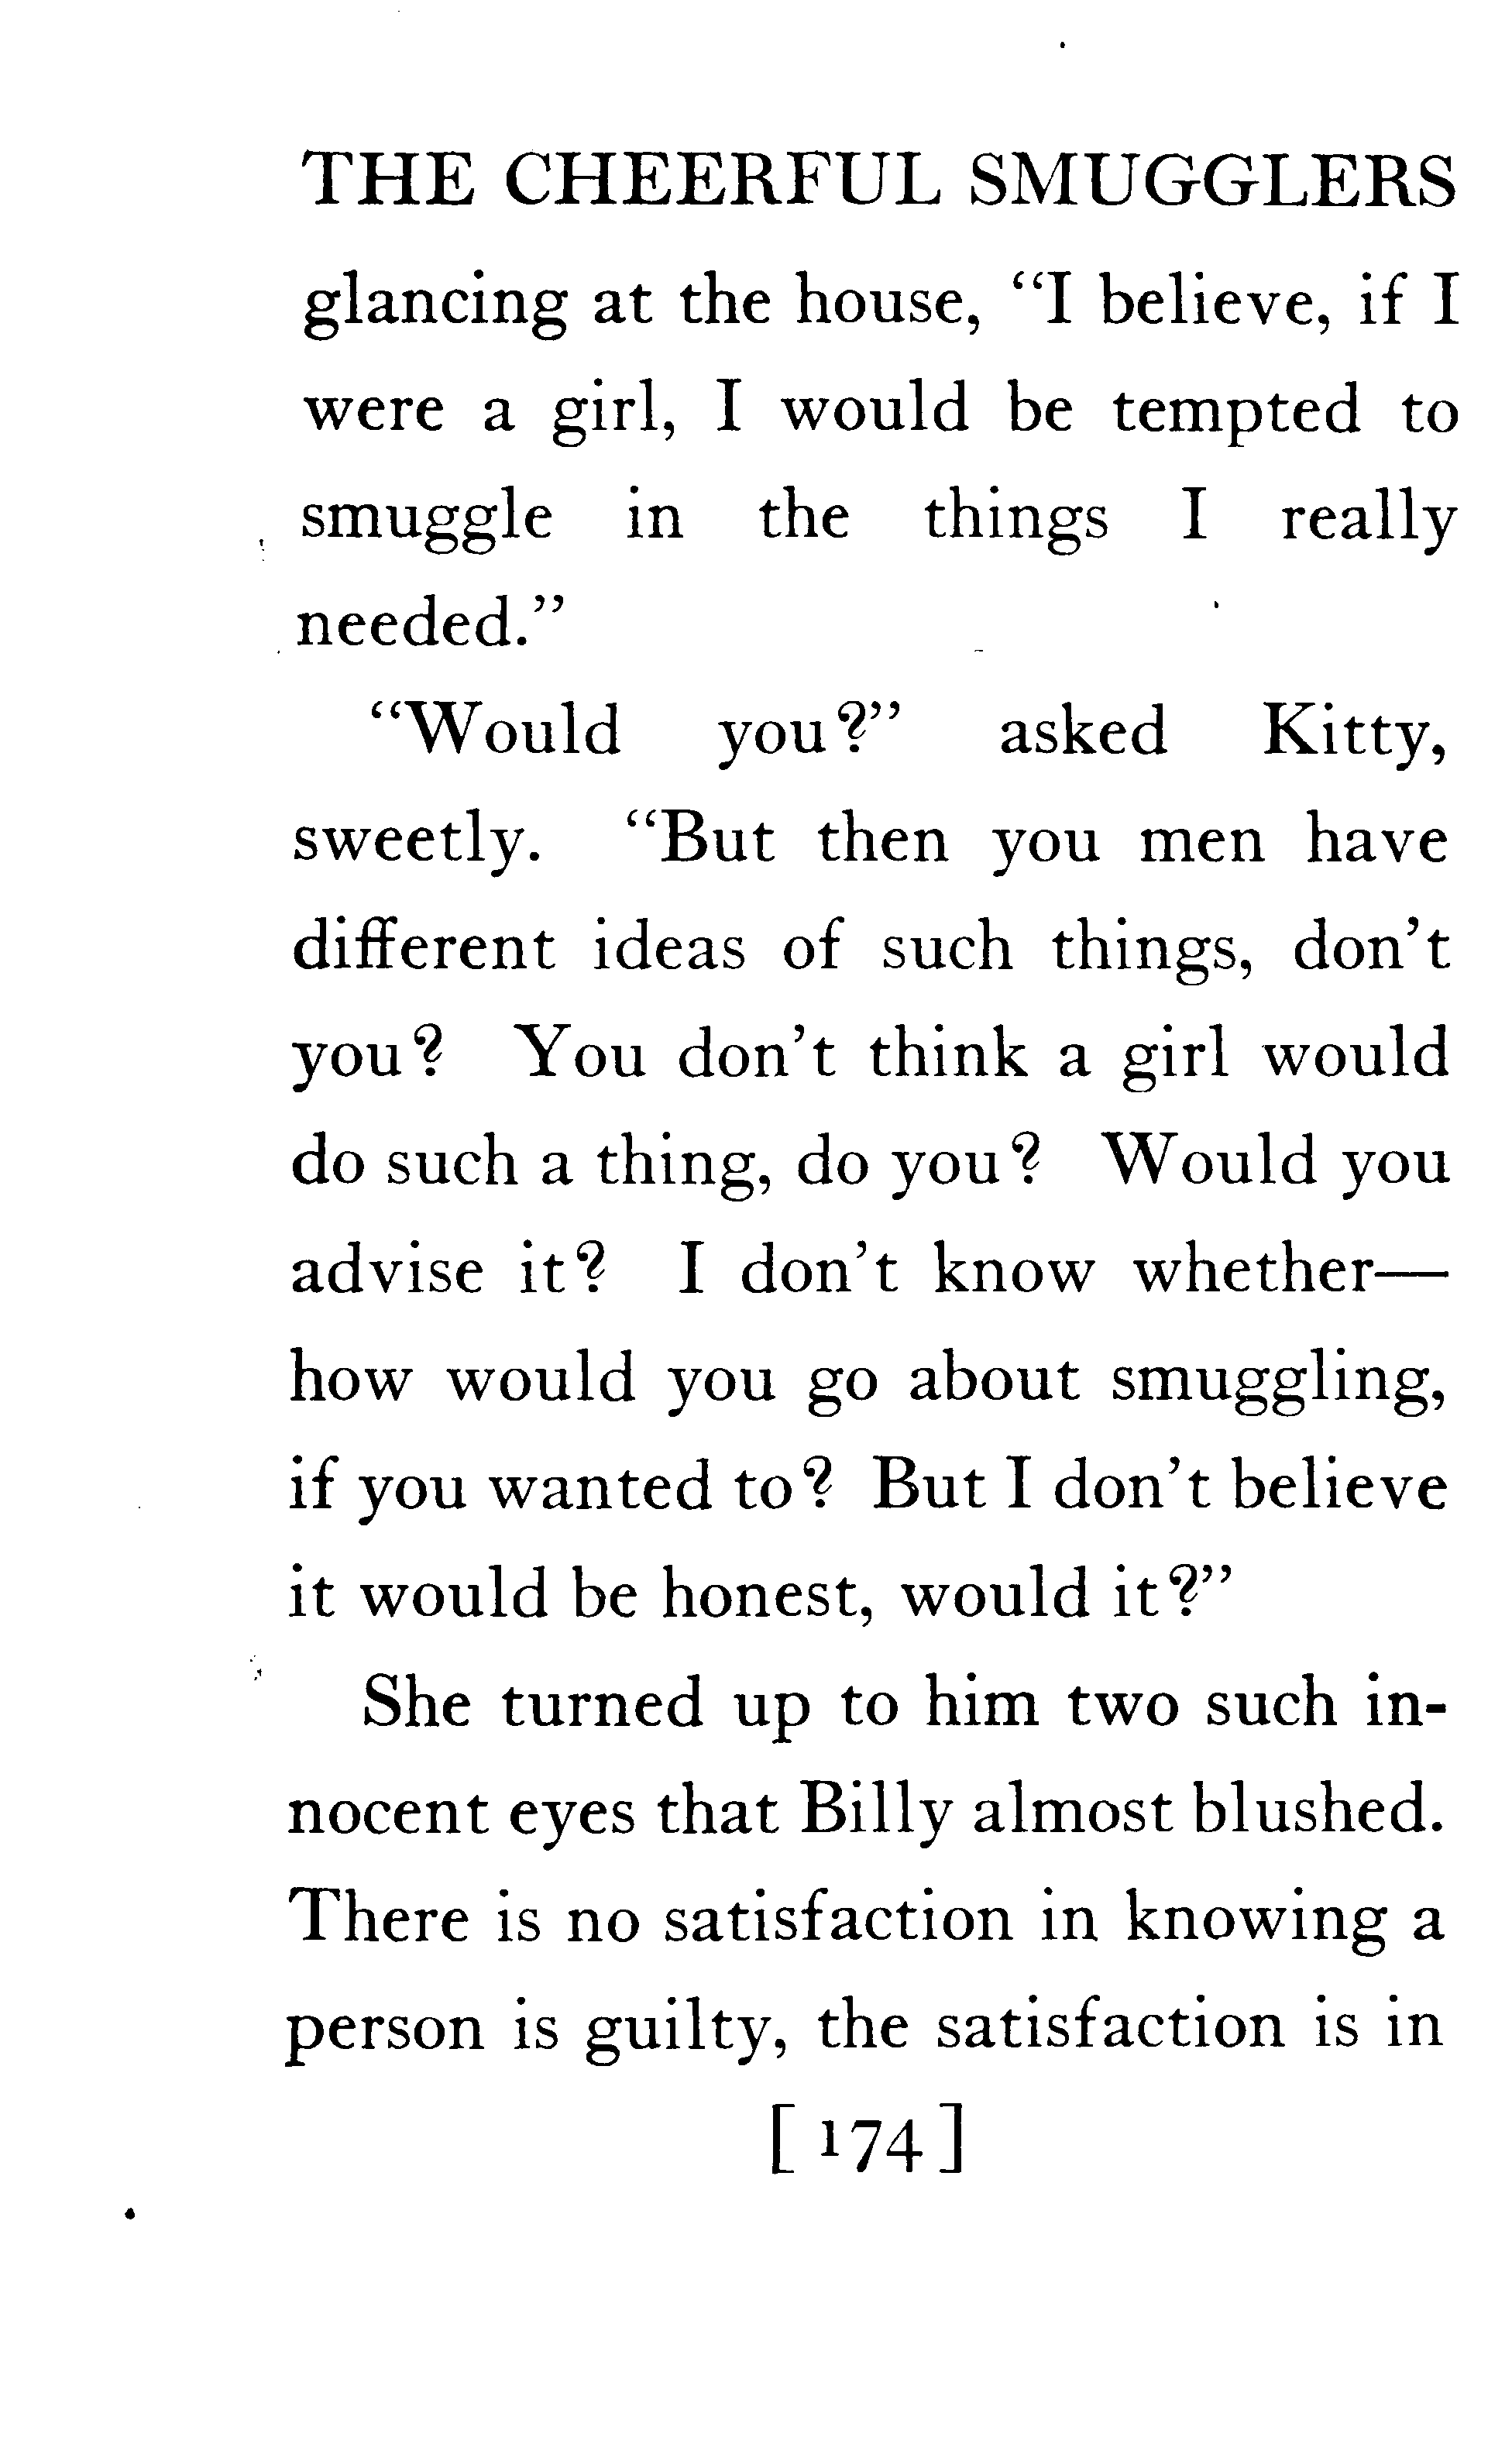 THE CHEERFUL SMUGGLERS
glancing at the house, “I believe, if I
were a girl, I would be tempted to
smuggle in the things I really
needed.”
“Would you?” asked Kitty,
sweetly. “But then you men have
different ideas of such things, don’t
you? You don’t think a girl would
do such a thing, do you? Would you
advise it? I don’t know whether—
how would you go about smuggling,
if you wanted to? But I don’t believe
it would be honest, would it?”
She turned up to him two such in-
nocent eyes that Billy almost blushed.
There is no satisfaction in knowing a
person is guilty, the satisfaction is in
[ 174 ]